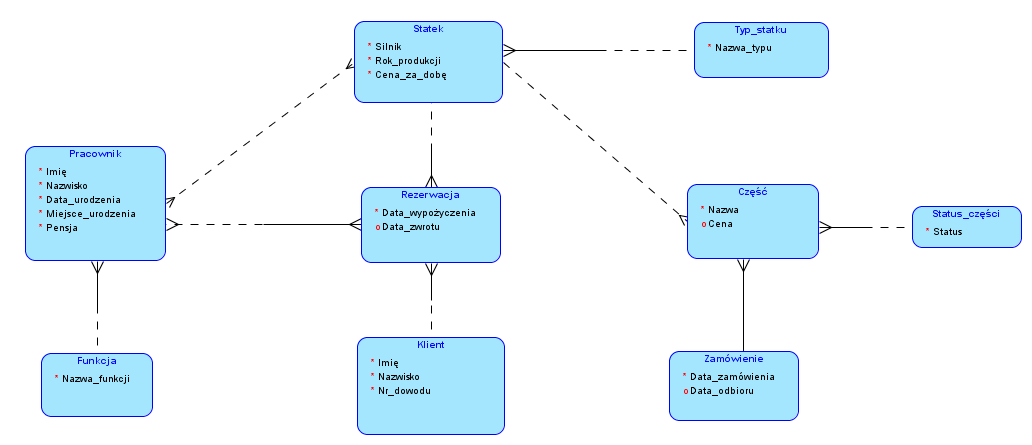 Statek
* Silnik
* Rok_produkcji
* Cena_za_dobę
Typ_statku
* Nazwa_typu
Pracownik
* Imię
* Nazwisko
* Data_urodzenia
* Miejsce_urodzenia
* Pensja
Rezerwacja
* Data_wypożyczenia
o Data_zwrotu
Część
* Nazwa
o Cena
Status_części
* Status
Funkcja
* Nazwa_funkcji
Klient
* Imię
* Nazwisko
* Nr_dowodu
Zamówienie
* Data_zamówienia
o Data_odbioru